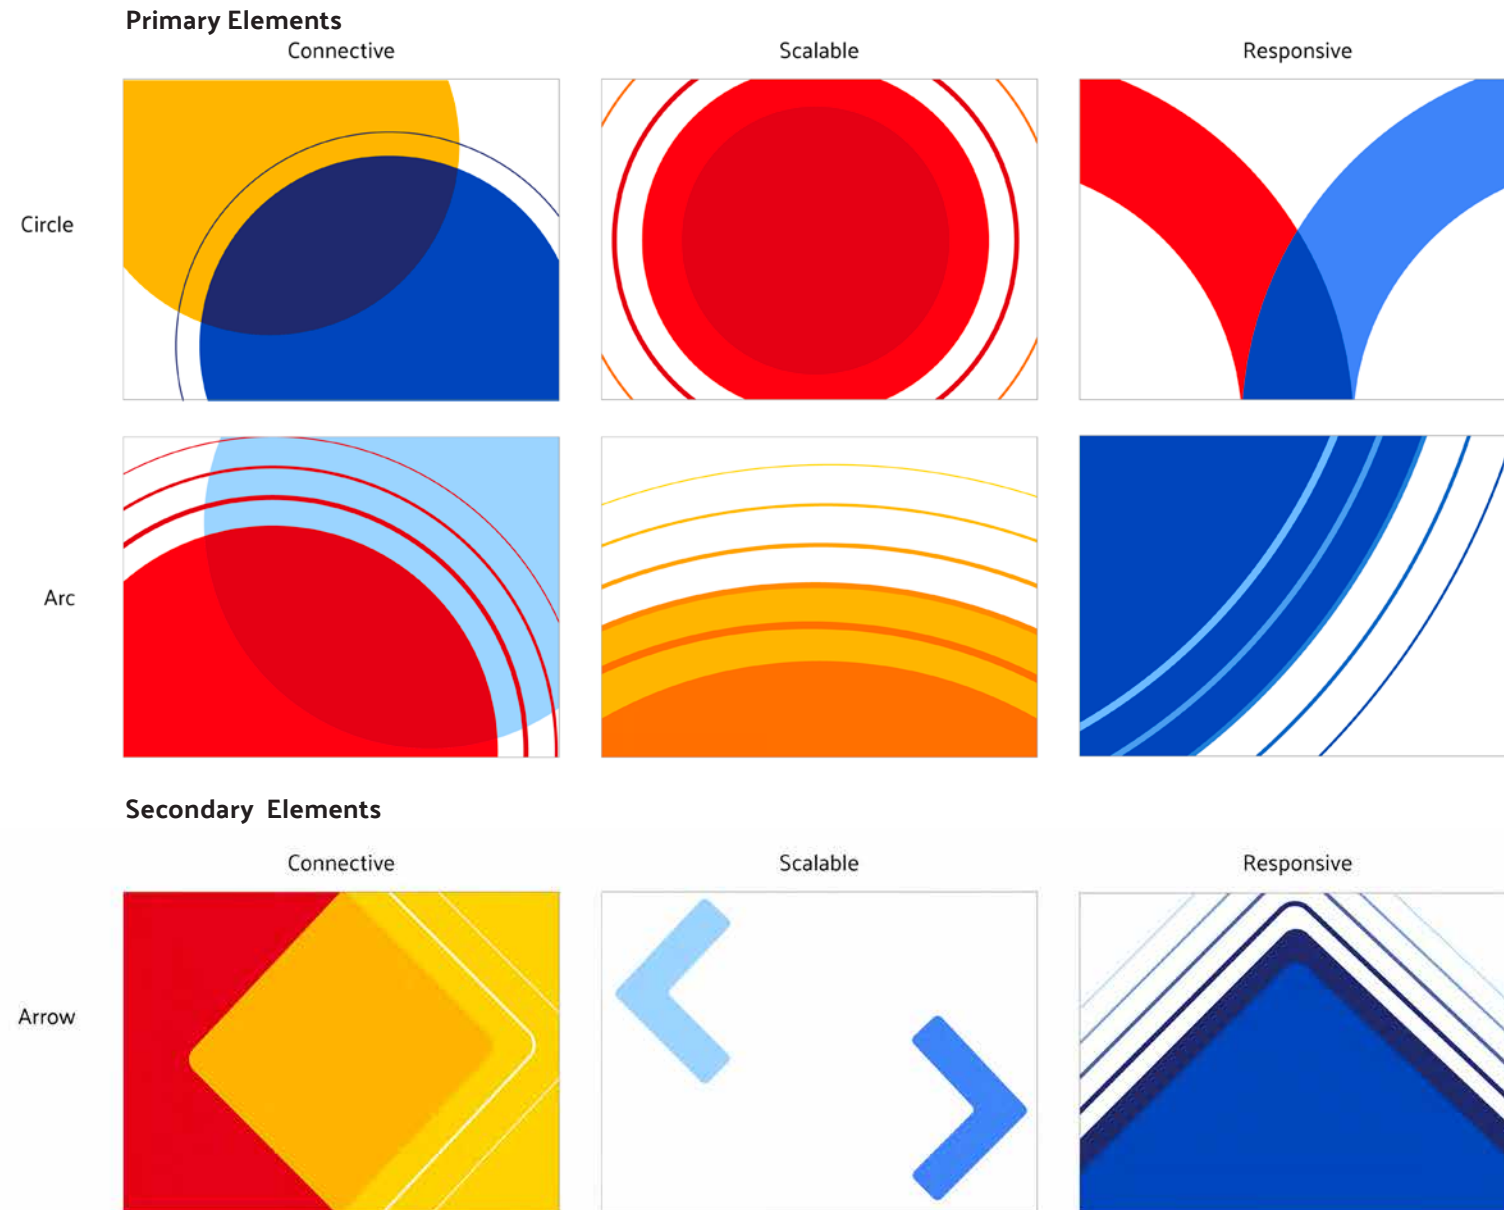 Primary Elements
Connective Scalable Responsive
Circle
Arc
Secondary Elements
Connective Scalable Responsive
Arrow